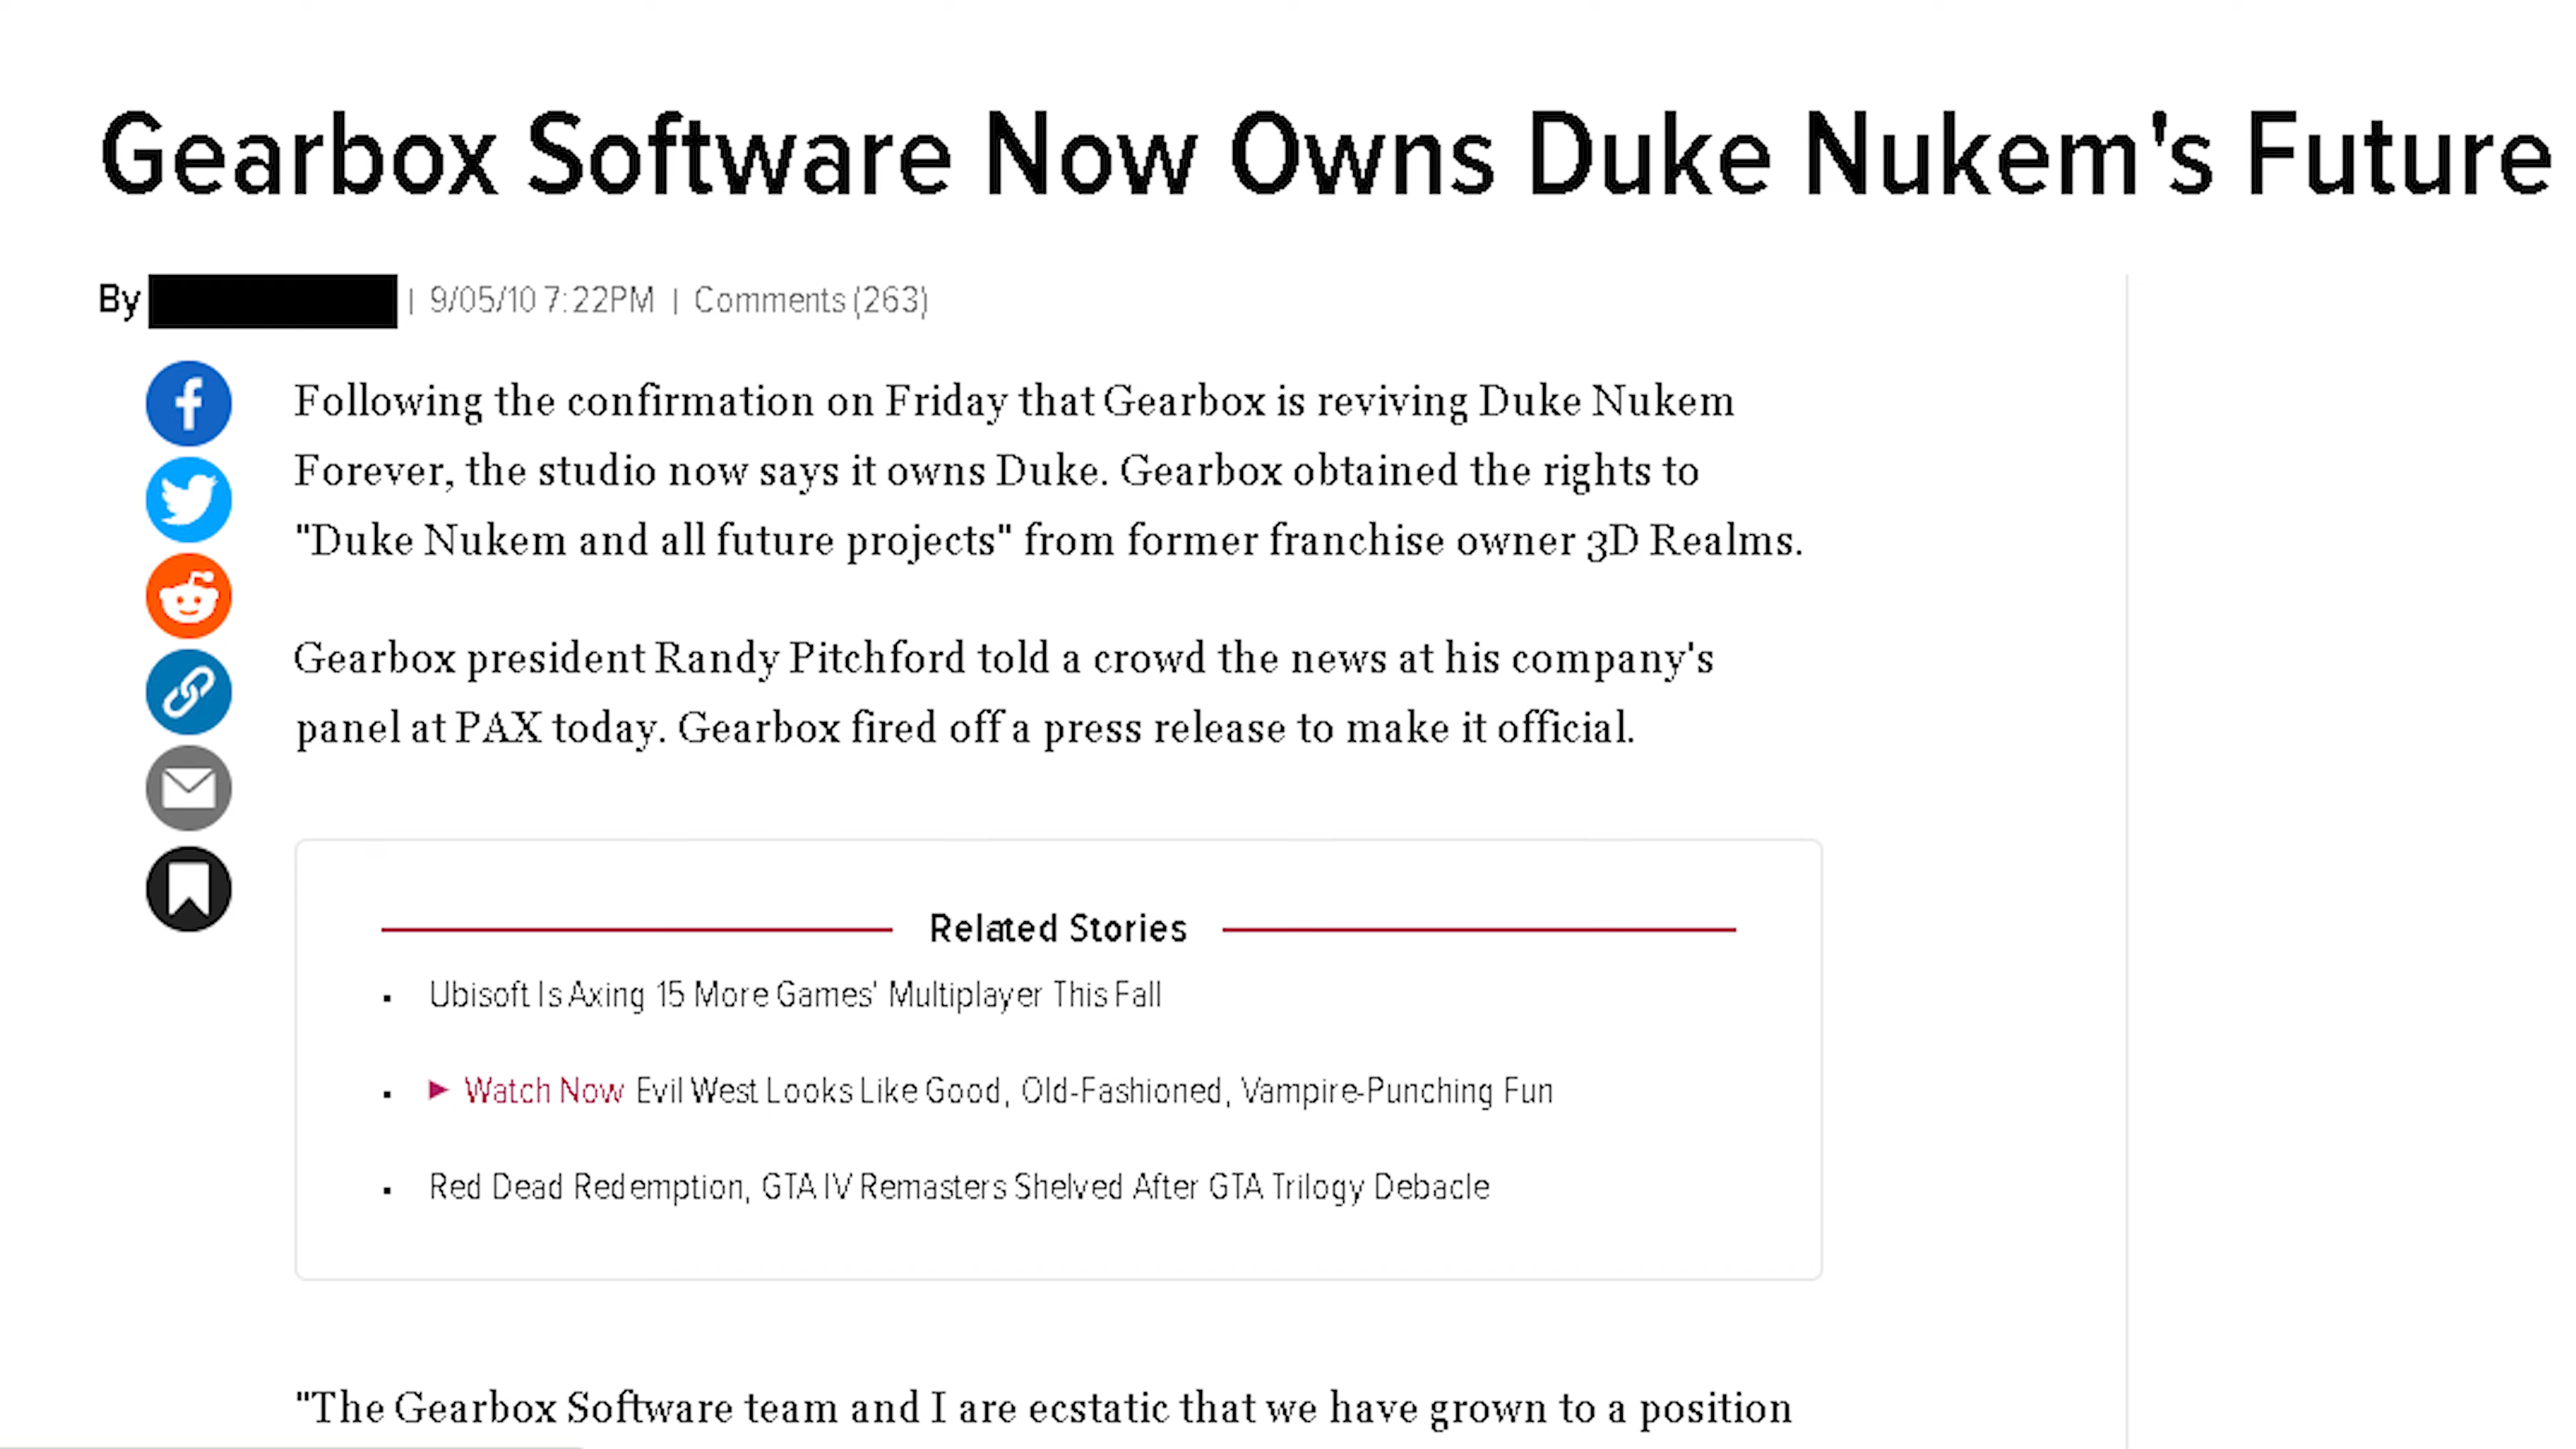 Gearbox Software Now Owns Duke Nukem's Future
By | 9/05/10 7:22PM | Comments (263)
Following the confirmation on Friday that Gearbox is reviving Duke Nukem
Forever, the studio now says it owns Duke. Gearbox obtained the rights to
"Duke Nukem and all future projects" from former franchise owner 3D Realms.
Gearbox president Randy Pitchford told a crowd the news at his company's
panel at PAX today. Gearbox fired off a press release to make it official.
Related Stories
▪ Ubisoft Is Axing 15 More Games' Multiplayer This Fall
▪ ▶ Watch Now Evil West Looks Like Good, Old-Fashioned, Vampire-Punching Fun
▪ Red Dead Redemption, GTA IV Remasters Shelved After GTA Trilogy Debacle
"The Gearbox Software team and I are ecstatic that we have grown to a position